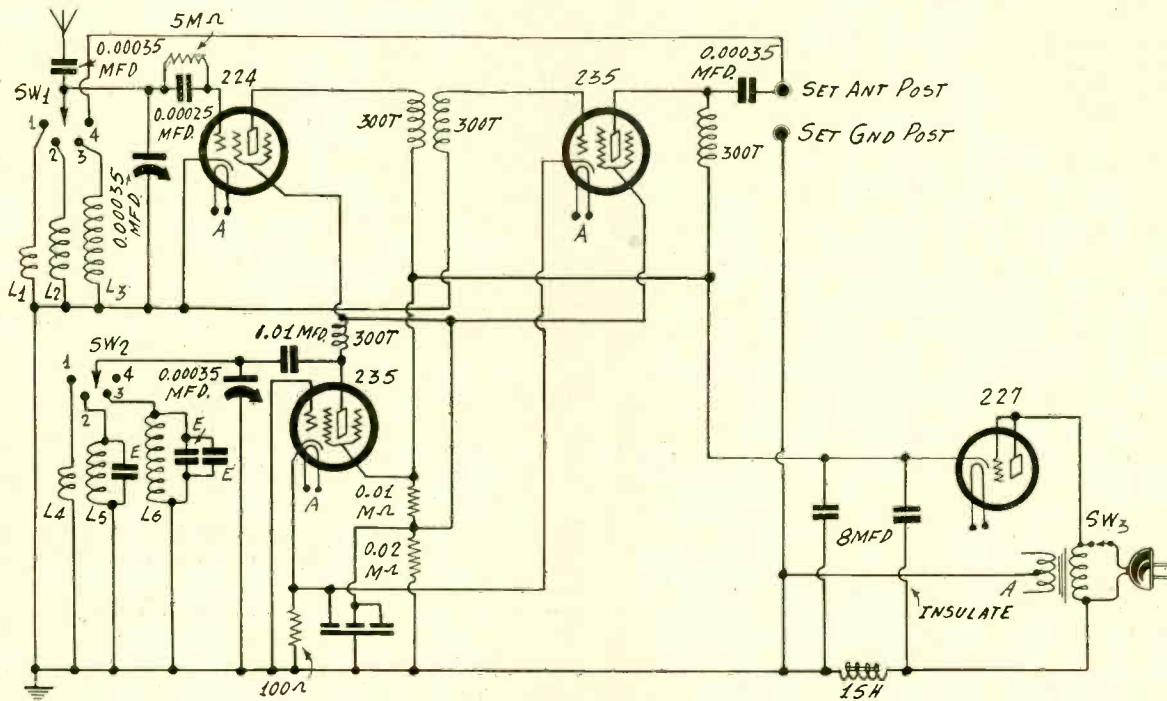 0.00035
MFD
5MΩ
224
0.00025
MFD.
SW1
1
2
3
4
0.00035
MFD.
A
L1
L2
L3
300T
300T
235
A
0.00035
MFD.
300T
SET ANT POST
SET GND POST
0.01 MFD.
300T
SW2
1
2
3
4
0.00035
MFD.
235
A
E
E
E
L4
L5
L6
0.01
MΩ
0.02
MΩ
100Ω
227
8MFD
SW3
A
INSULATE
15H